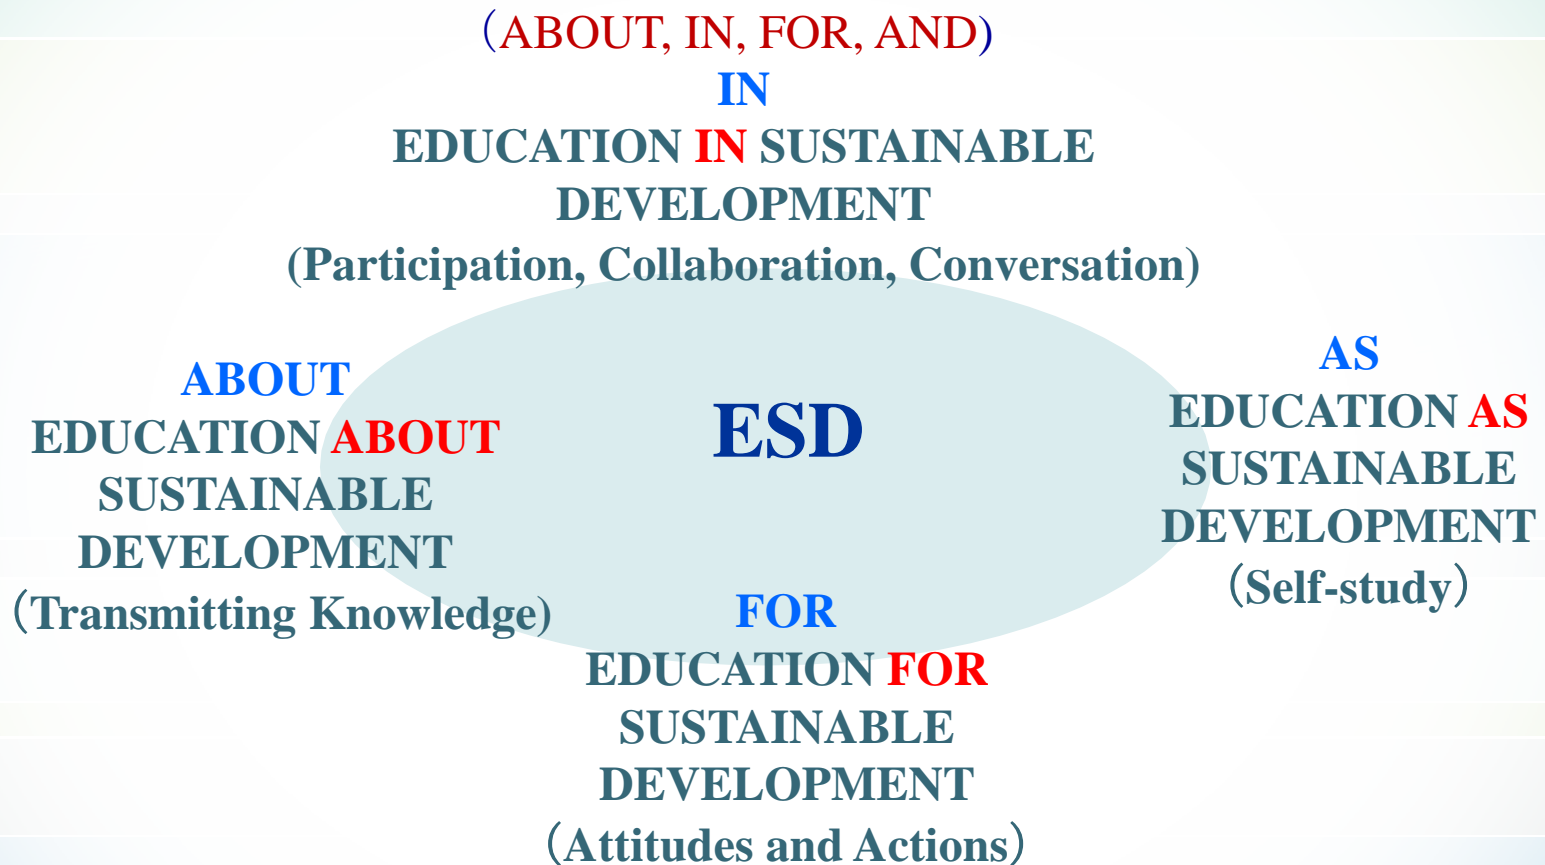 (ABOUT, IN, FOR, AND)
IN
EDUCATION IN SUSTAINABLE
DEVELOPMENT
(Participation, Collaboration, Conversation)
ABOUT
EDUCATION ABOUT
SUSTAINABLE
DEVELOPMENT
(Transmitting Knowledge)
ESD
AS
EDUCATION AS
SUSTAINABLE
DEVELOPMENT
(Self-study)
FOR
EDUCATION FOR
SUSTAINABLE
DEVELOPMENT
(Attitudes and Actions)